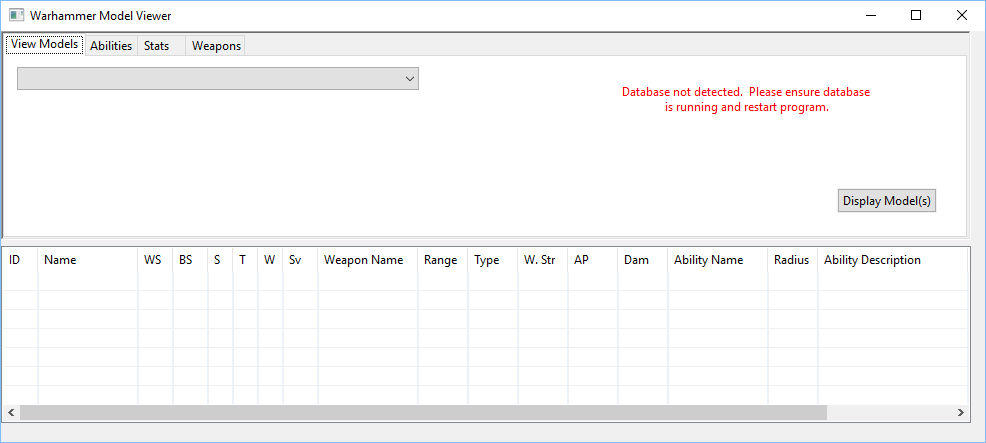 Warhammer Model Viewer
View Models Abilities Stats Weapons
Database not detected.  Please ensure database
is running and restart program.
Display Model(s)
ID Name WS BS S T W Sv Weapon Name Range Type W. Str AP Dam Ability Name Radius Ability Description